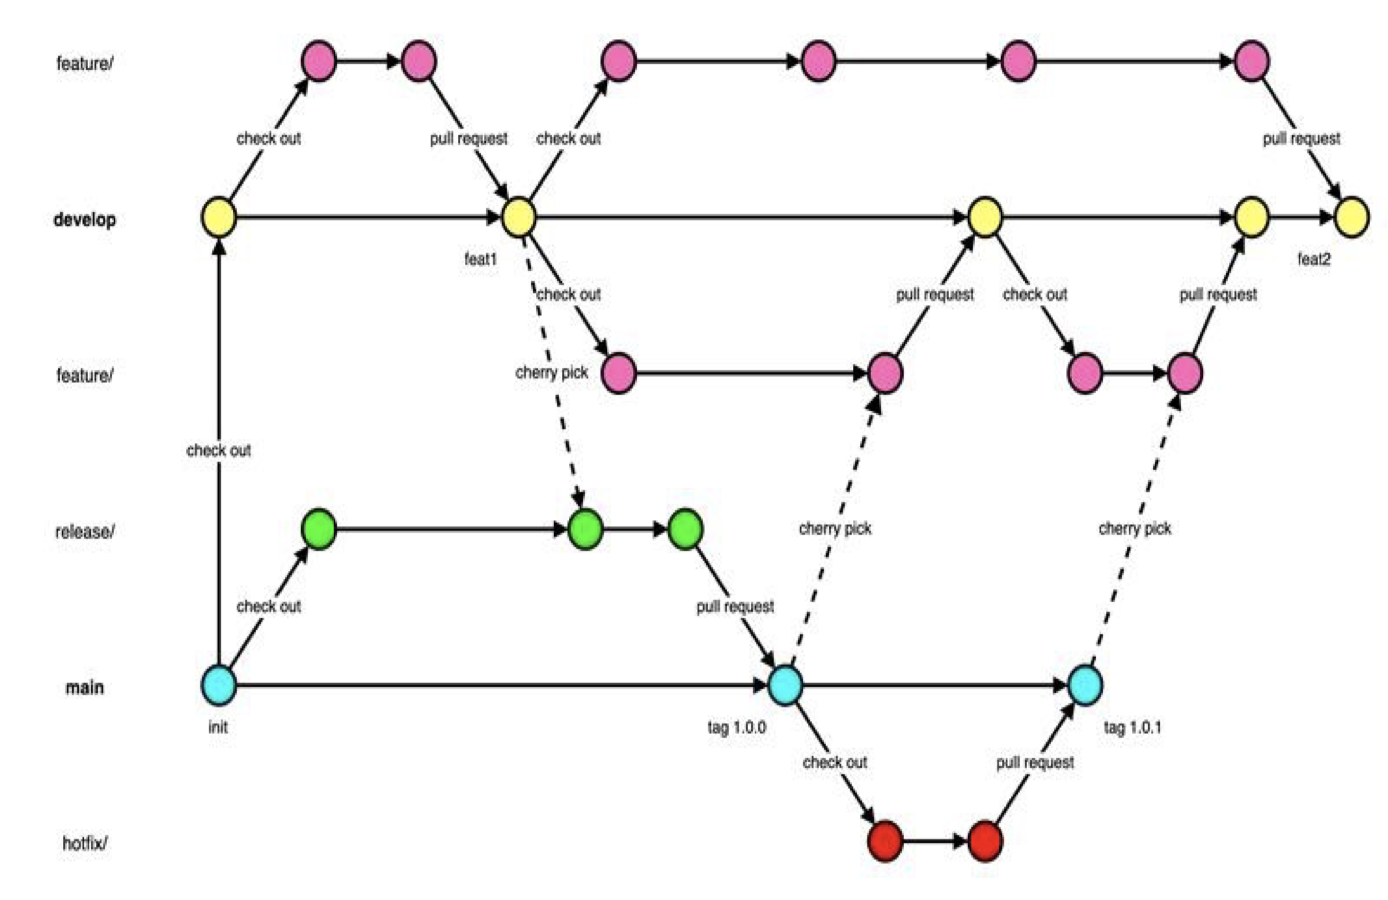 feature/
check out
pull request
check out
pull request
develop
feat1
feat2
check out
pull request
check out
pull request
feature/
cherry pick
check out
release/
cherry pick
cherry pick
check out
pull request
main
init
tag 1.0.0
tag 1.0.1
check out
pull request
hotfix/